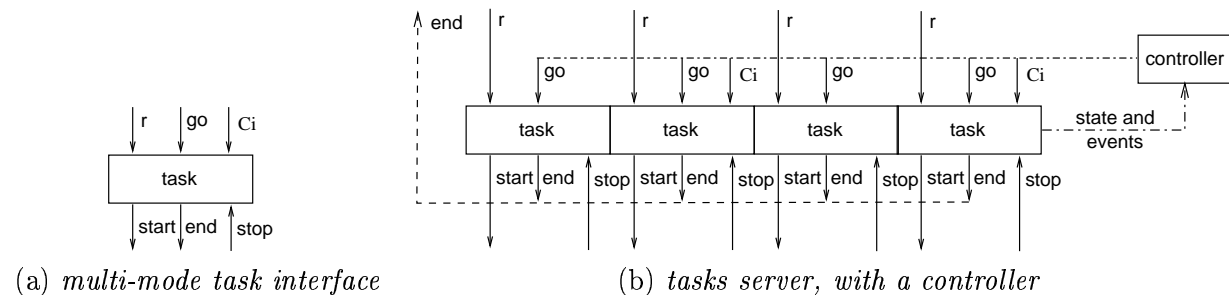 end
r
r
r
r
go
go
Ci
go
go
Ci
controller
r
go
Ci
task
task
task
task
task
state and
events
start
end
stop
start
end
stop
start
end
stop
start
end
stop
start
end
stop
(a) multi-mode task interface
(b) tasks server, with a controller